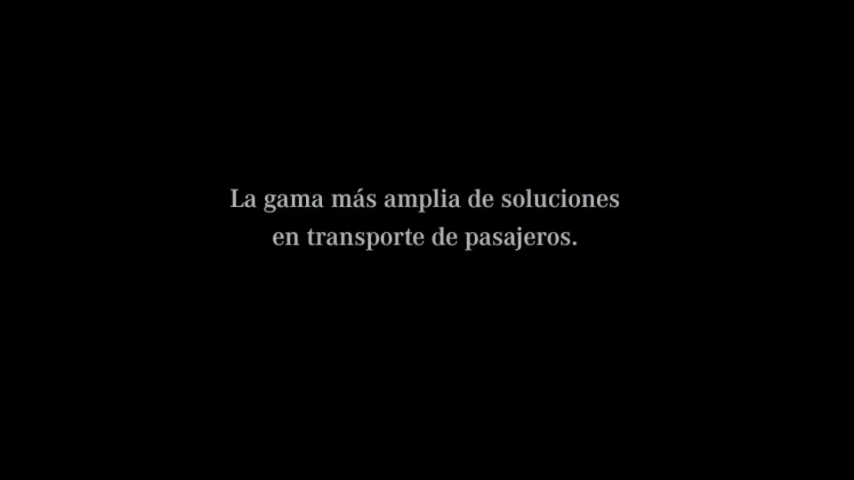 La gama más amplia de soluciones
en transporte de pasajeros.